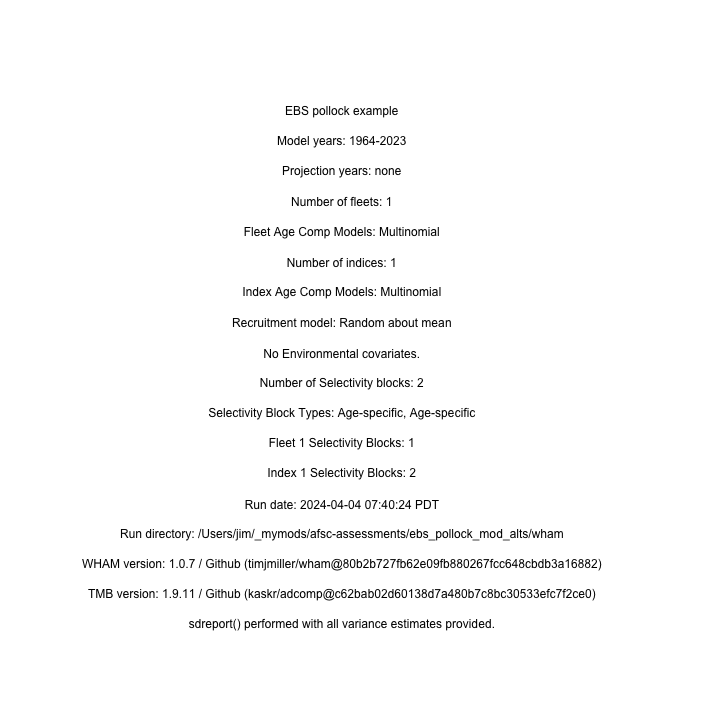 EBS pollock example
Model years: 1964-2023
Projection years: none
Number of fleets: 1
Fleet Age Comp Models: Multinomial
Number of indices: 1
Index Age Comp Models: Multinomial
Recruitment model: Random about mean
No Environmental covariates.
Number of Selectivity blocks: 2
Selectivity Block Types: Age-specific, Age-specific
Fleet 1 Selectivity Blocks: 1
Index 1 Selectivity Blocks: 2
Run date: 2024-04-04 07:40:24 PDT
Run directory: /Users/jim/_mymods/afsc-assessments/ebs_pollock_mod_alts/wham
WHAM version: 1.0.7 / Github (timjmiller/wham@80b2b727fb62e09fb880267fcc648cbdb3a16882)
TMB version: 1.9.11 / Github (kaskr/adcomp@c62bab02d60138d7a480b7c8bc30533efc7f2ce0)
sdreport() performed with all variance estimates provided.